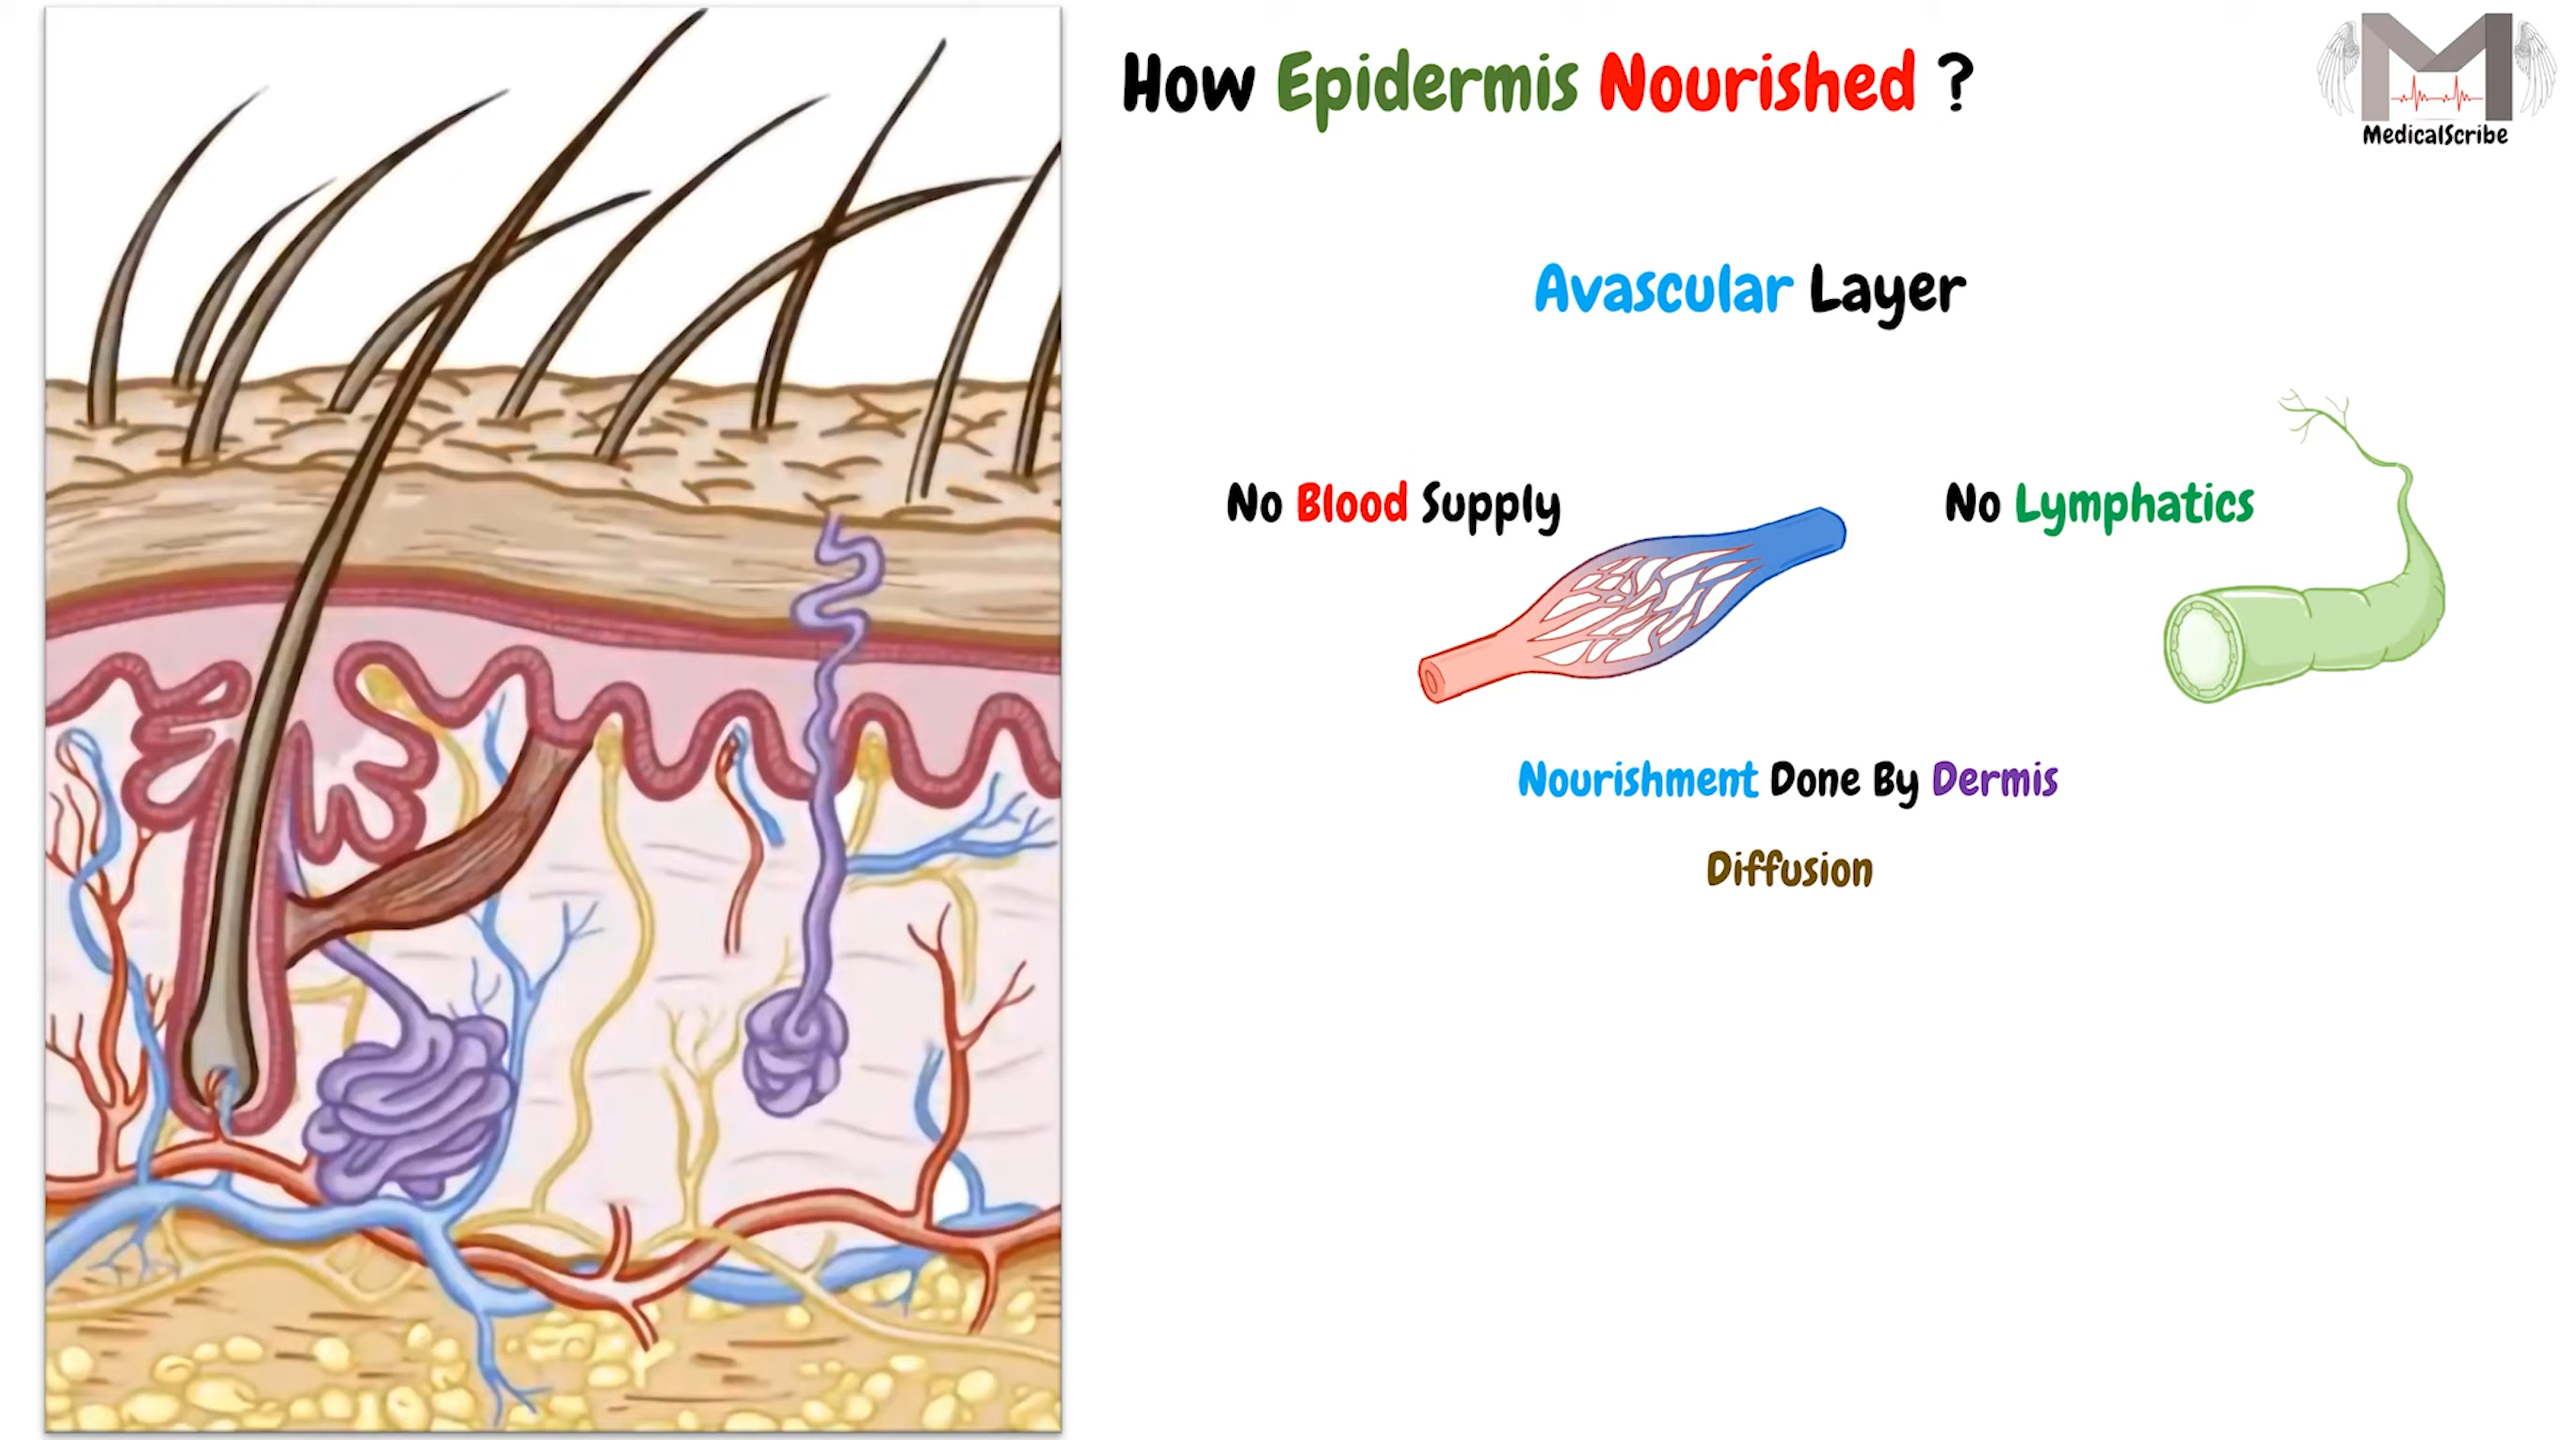 How Epidermis Nourished ?
MedicalScribe
Avascular Layer
No Blood Supply
No Lymphatics
Nourishment Done By Dermis
Diffusion